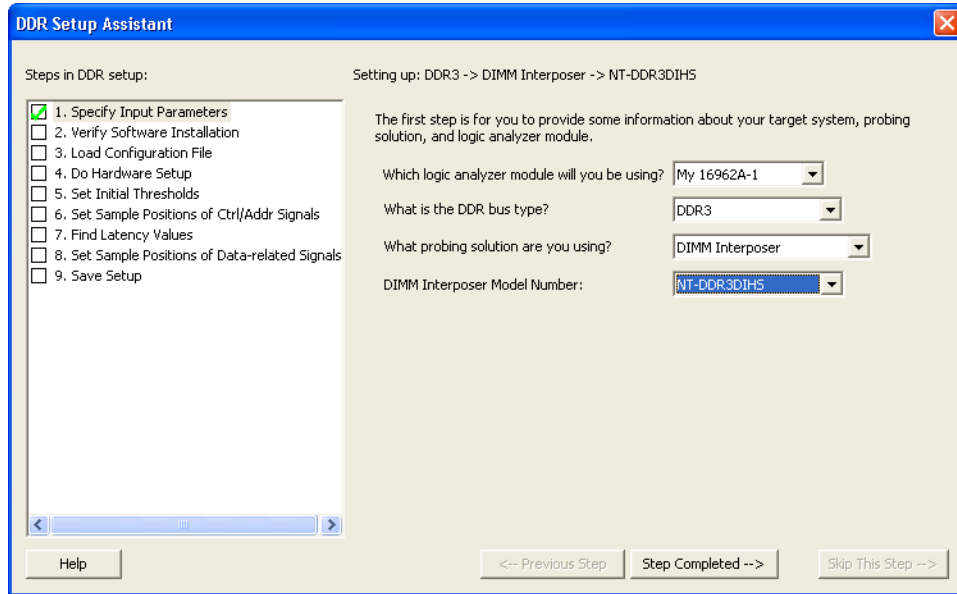 DDR Setup Assistant
Steps in DDR setup:
1. Specify Input Parameters
2. Verify Software Installation
3. Load Configuration File
4. Do Hardware Setup
5. Set Initial Thresholds
6. Set Sample Positions of Ctrl/Addr Signals
7. Find Latency Values
8. Set Sample Positions of Data-related Signals
9. Save Setup
Setting up: DDR3 -> DIMM Interposer -> NT-DDR3DIHS
The first step is for you to provide some information about your target system, probing
solution, and logic analyzer module.
Which logic analyzer module will you be using? My 16962A-1
What is the DDR bus type? DDR3
What probing solution are you using? DIMM Interposer
DIMM Interposer Model Number: NT-DDR3DIHS
Help
<-- Previous Step
Step Completed -->
Skip This Step -->